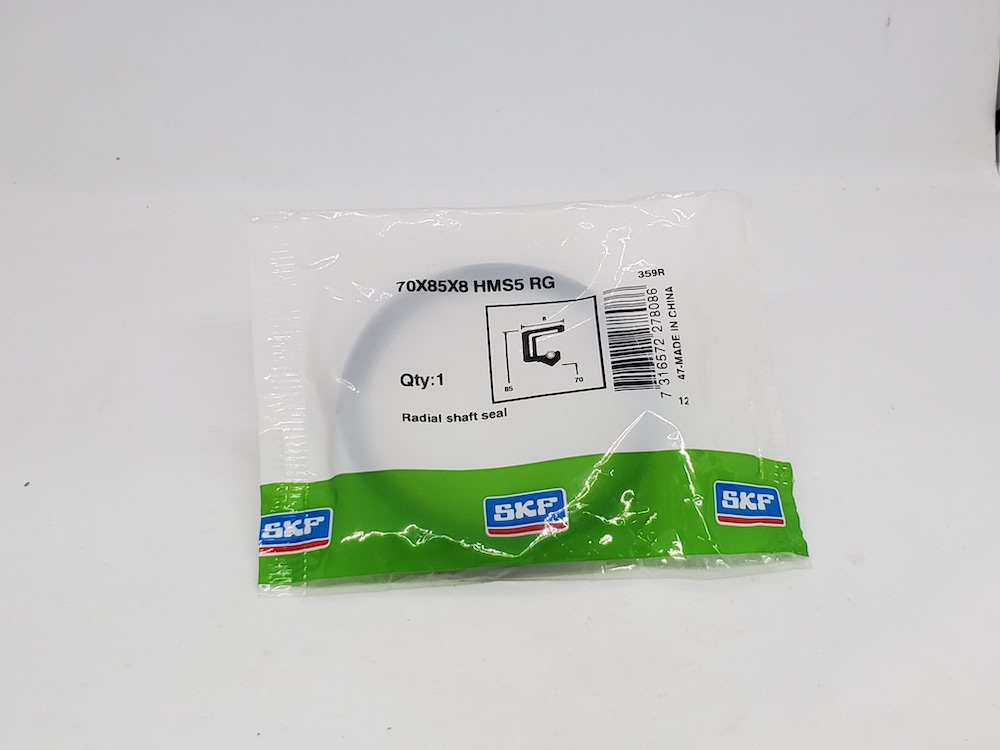 70X85X8 HMS5 RG
359R
8
85
70
7 316572 278086
47-MADE IN CHINA
12
Qty:1
Radial shaft seal
SKF
SKF
SKF